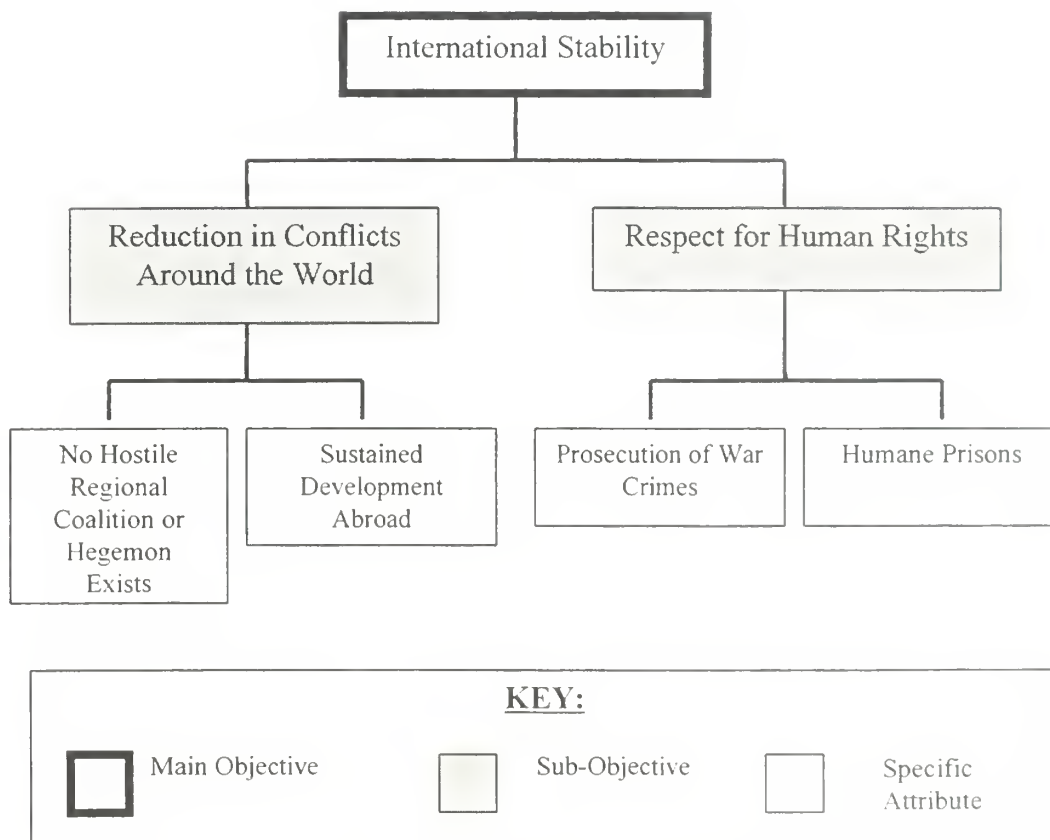 International Stability
Reduction in Conflicts
Around the World
Respect for Human Rights
No Hostile
Regional
Coalition or
Hegemon
Exists
Sustained
Development
Abroad
Prosecution of War
Crimes
Humane Prisons
KEY:
Main Objective
Sub-Objective
Specific
Attribute